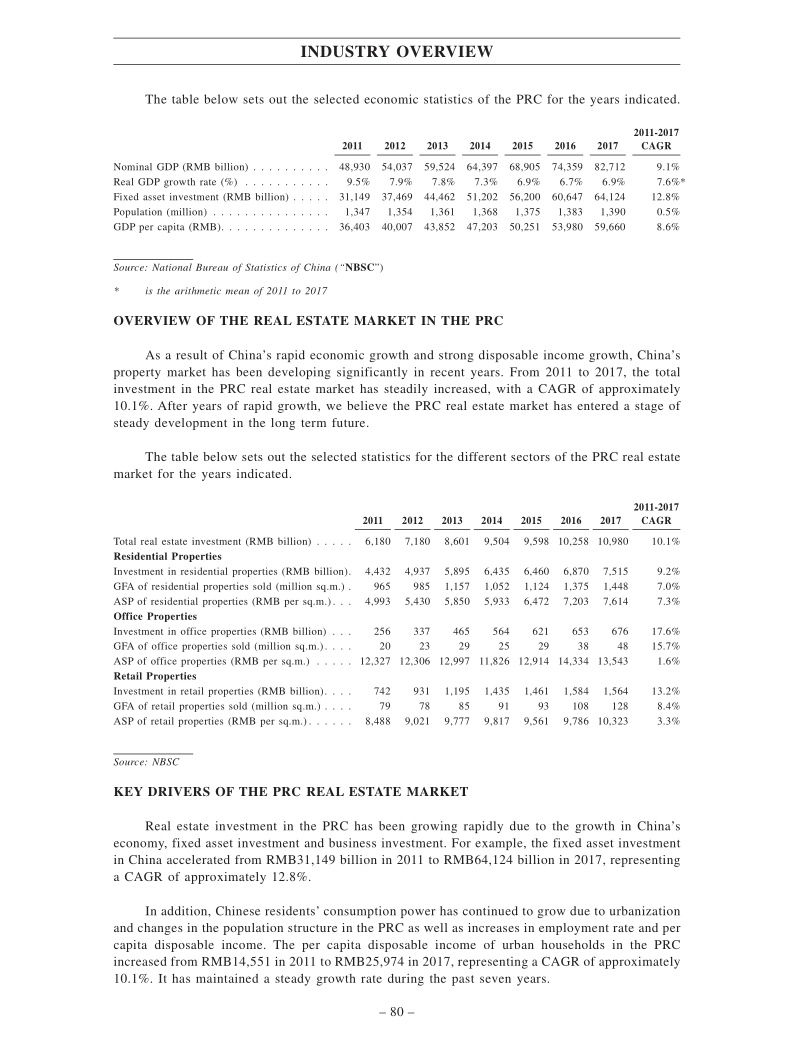 INDUSTRY OVERVIEW
The table below sets out the selected economic statistics of the PRC for the years indicated.
2011 2012 2013 2014 2015 2016 2017 2011-2017 CAGR
Nominal GDP (RMB billion) . . . . . . . . . . 48,930 54,037 59,524 64,397 68,905 74,359 82,712 9.1%
Real GDP growth rate (%) . . . . . . . . . . . 9.5% 7.9% 7.8% 7.3% 6.9% 6.7% 6.9% 7.6%*
Fixed asset investment (RMB billion) . . . . . 31,149 37,469 44,462 51,202 56,200 60,647 64,124 12.8%
Population (million) . . . . . . . . . . . . . . . 1,347 1,354 1,361 1,368 1,375 1,383 1,390 0.5%
GDP per capita (RMB). . . . . . . . . . . . . . 36,403 40,007 43,852 47,203 50,251 53,980 59,660 8.6%
Source: National Bureau of Statistics of China (“NBSC”)
* is the arithmetic mean of 2011 to 2017
OVERVIEW OF THE REAL ESTATE MARKET IN THE PRC
As a result of China’s rapid economic growth and strong disposable income growth, China’s
property market has been developing significantly in recent years. From 2011 to 2017, the total
investment in the PRC real estate market has steadily increased, with a CAGR of approximately
10.1%. After years of rapid growth, we believe the PRC real estate market has entered a stage of
steady development in the long term future.
The table below sets out the selected statistics for the different sectors of the PRC real estate
market for the years indicated.
2011 2012 2013 2014 2015 2016 2017 2011-2017 CAGR
Total real estate investment (RMB billion) . . . . . 6,180 7,180 8,601 9,504 9,598 10,258 10,980 10.1%
Residential Properties
Investment in residential properties (RMB billion). 4,432 4,937 5,895 6,435 6,460 6,870 7,515 9.2%
GFA of residential properties sold (million sq.m.) . 965 985 1,157 1,052 1,124 1,375 1,448 7.0%
ASP of residential properties (RMB per sq.m.). . . 4,993 5,430 5,850 5,933 6,472 7,203 7,614 7.3%
Office Properties
Investment in office properties (RMB billion) . . . 256 337 465 564 621 653 676 17.6%
GFA of office properties sold (million sq.m.). . . . 20 23 29 25 29 38 48 15.7%
ASP of office properties (RMB per sq.m) . . . . . 12,327 12,306 12,997 11,826 12,914 14,334 13,543 1.6%
Retail Properties
Investment in retail properties (RMB billion). . . . 742 931 1,195 1,435 1,461 1,584 1,564 13.2%
GFA of retail properties sold (million sq.m.) . . . . 79 78 85 91 93 108 128 8.4%
ASP of retail properties (RMB per sq.m.). . . . . . 8,488 9,021 9,777 9,817 9,561 9,786 10,323 3.3%
Source: NBSC
KEY DRIVERS OF THE PRC REAL ESTATE MARKET
Real estate investment in the PRC has been growing rapidly due to the growth in China’s
economy, fixed asset investment and business investment. For example, the fixed asset investment
in China accelerated from RMB31,149 billion in 2011 to RMB64,124 billion in 2017, representing
a CAGR of approximately 12.8%.
In addition, Chinese residents’ consumption power has continued to grow due to urbanization
and changes in the population structure in the PRC as well as increases in employment rate and per
capita disposable income. The per capita disposable income of urban households in the PRC
increased from RMB14,551 in 2011 to RMB25,974 in 2017, representing a CAGR of approximately
10.1%. It has maintained a steady growth rate during the past seven years.
– 80 –